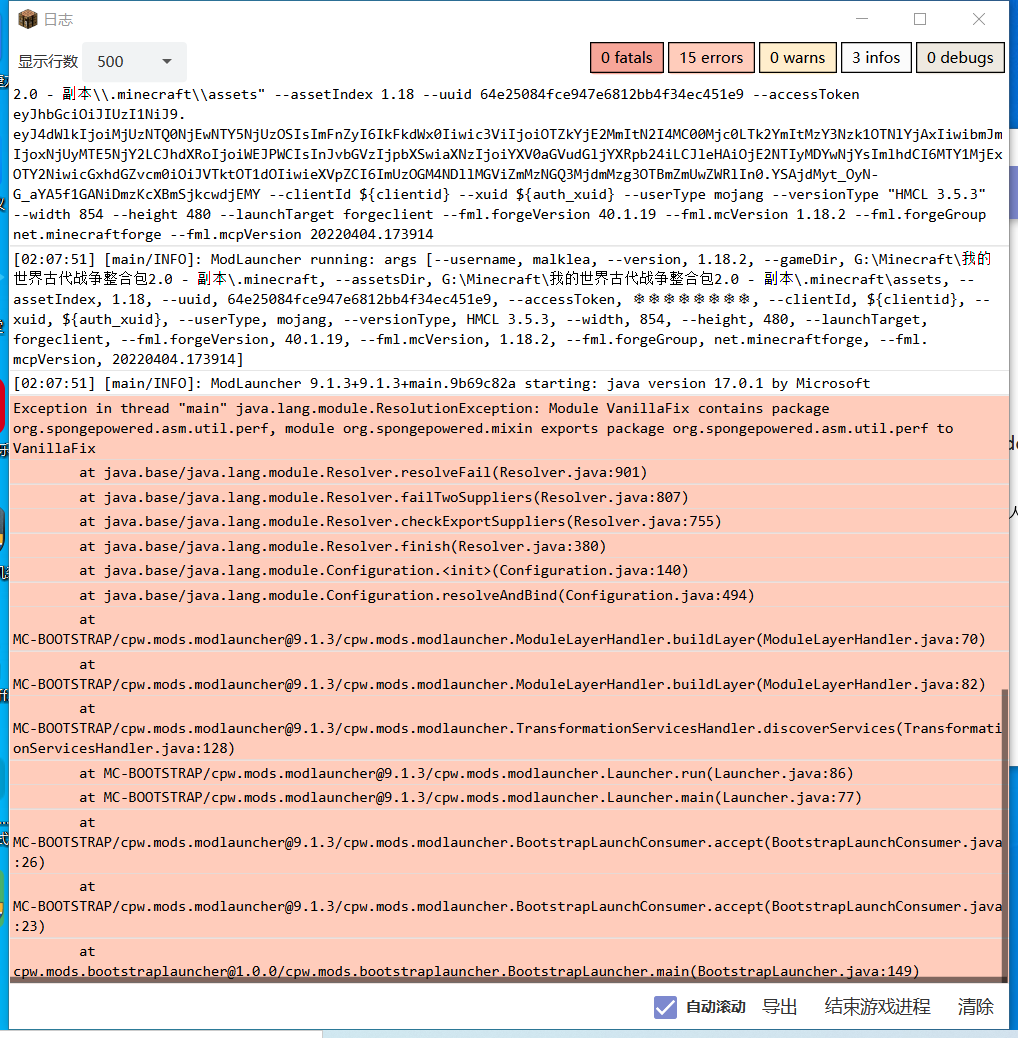 日志
显示行数
500
0 fatals
15 errors
0 warns
3 infos
0 debugs
2.0 - 副本\\.minecraft\\assets" --assetIndex 1.18 --uuid 64e25084fce947e6812bb4f34ec451e9 --accessToken
eyJhbGciOiJIUzI1NiJ9.
--clientId ${clientid} --xuid ${auth_xuid} --userType mojang --versionType "HMCL 3.5.3"
--width 854 --height 480 --launchTarget forgeclient --fml.forgeVersion 40.1.19 --fml.mcVersion 1.18.2 --fml.forgeGroup
net.minecraftforge --fml.mcpVersion 20220404.173914
[02:07:51] [main/INFO]: ModLauncher running: args [--username, malklea, --version, 1.18.2, --gameDir, G:\Minecraft\我的
世界古代战争整合包2.0 - 副本\.minecraft, --assetsDir, G:\Minecraft\我的世界古代战争整合包2.0 - 副本\.minecraft\assets, --
assetIndex, 1.18, --uuid, 64e25084fce947e6812bb4f34ec451e9, --accessToken, ❄❄❄❄❄❄❄❄, --clientId, ${clientid}, --
xuid, ${auth_xuid}, --userType, mojang, --versionType, HMCL 3.5.3, --width, 854, --height, 480, --launchTarget,
forgeclient, --fml.forgeVersion, 40.1.19, --fml.mcVersion, 1.18.2, --fml.forgeGroup, net.minecraftforge, --fml.
mcpVersion, 20220404.173914]
[02:07:51] [main/INFO]: ModLauncher 9.1.3+9.1.3+main.9b69c82a starting: java version 17.0.1 by Microsoft
Exception in thread "main" java.lang.module.ResolutionException: Module VanillaFix contains package
org.spongepowered.asm.util.perf, module org.spongepowered.mixin exports package org.spongepowered.asm.util.perf to
VanillaFix
at java.base/java.lang.module.Resolver.resolveFail(Resolver.java:901)
at java.base/java.lang.module.Resolver.failTwoSuppliers(Resolver.java:807)
at java.base/java.lang.module.Resolver.checkExportSuppliers(Resolver.java:755)
at java.base/java.lang.module.Resolver.finish(Resolver.java:380)
at java.base/java.lang.module.Configuration.<init>(Configuration.java:140)
at java.base/java.lang.module.Configuration.resolveAndBind(Configuration.java:494)
at
MC-BOOTSTRAP/cpw.mods.modlauncher@9.1.3/cpw.mods.modlauncher.ModuleLayerHandler.buildLayer(ModuleLayerHandler.java:70)
at
MC-BOOTSTRAP/cpw.mods.modlauncher@9.1.3/cpw.mods.modlauncher.ModuleLayerHandler.buildLayer(ModuleLayerHandler.java:82)
at
MC-BOOTSTRAP/cpw.mods.modlauncher@9.1.3/cpw.mods.modlauncher.TransformationServicesHandler.discoverServices(Transformati
onServicesHandler.java:128)
at MC-BOOTSTRAP/cpw.mods.modlauncher@9.1.3/cpw.mods.modlauncher.Launcher.run(Launcher.java:86)
at MC-BOOTSTRAP/cpw.mods.modlauncher@9.1.3/cpw.mods.modlauncher.Launcher.main(Launcher.java:77)
at
MC-BOOTSTRAP/cpw.mods.modlauncher@9.1.3/cpw.mods.modlauncher.BootstrapLaunchConsumer.accept(BootstrapLaunchConsumer.java
:26)
at
MC-BOOTSTRAP/cpw.mods.modlauncher@9.1.3/cpw.mods.modlauncher.BootstrapLaunchConsumer.accept(BootstrapLaunchConsumer.java
:23)
at
cpw.mods.bootstraplauncher@1.0.0/cpw.mods.bootstraplauncher.BootstrapLauncher.main(BootstrapLauncher.java:149)
自动滚动
导出
结束游戏进程
清除